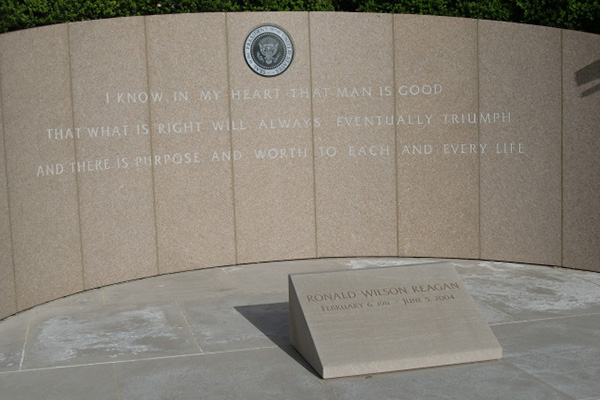 I KNOW IN MY HEART THAT MAN IS GOOD
THAT WHAT IS RIGHT WILL ALWAYS EVENTUALLY TRIUMPH
AND THERE IS PURPOSE AND WORTH TO EACH AND EVERY LIFE
RONALD WILSON REAGAN
FEBRUARY 6, 1911 – JUNE 5, 2004